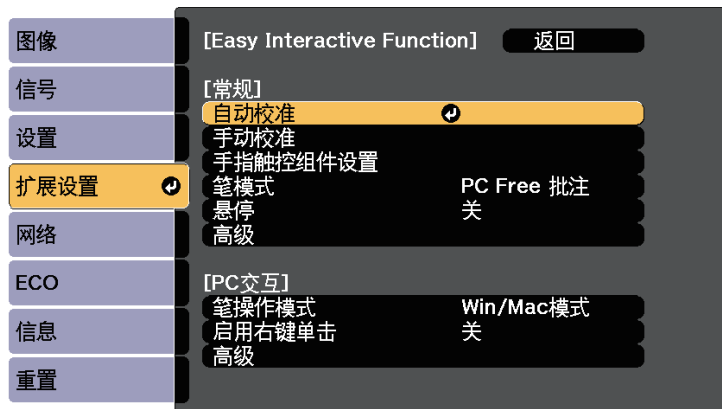 图像
信号
设置
扩展设置
网络
ECO
信息
重置
[Easy Interactive Function] 返回
[常规]
自动校准
手动校准
手指触控组件设置
笔模式 PC Free 批注
悬停 关
高级
[PC交互]
笔操作模式 Win/Mac模式
启用右键单击 关
高级